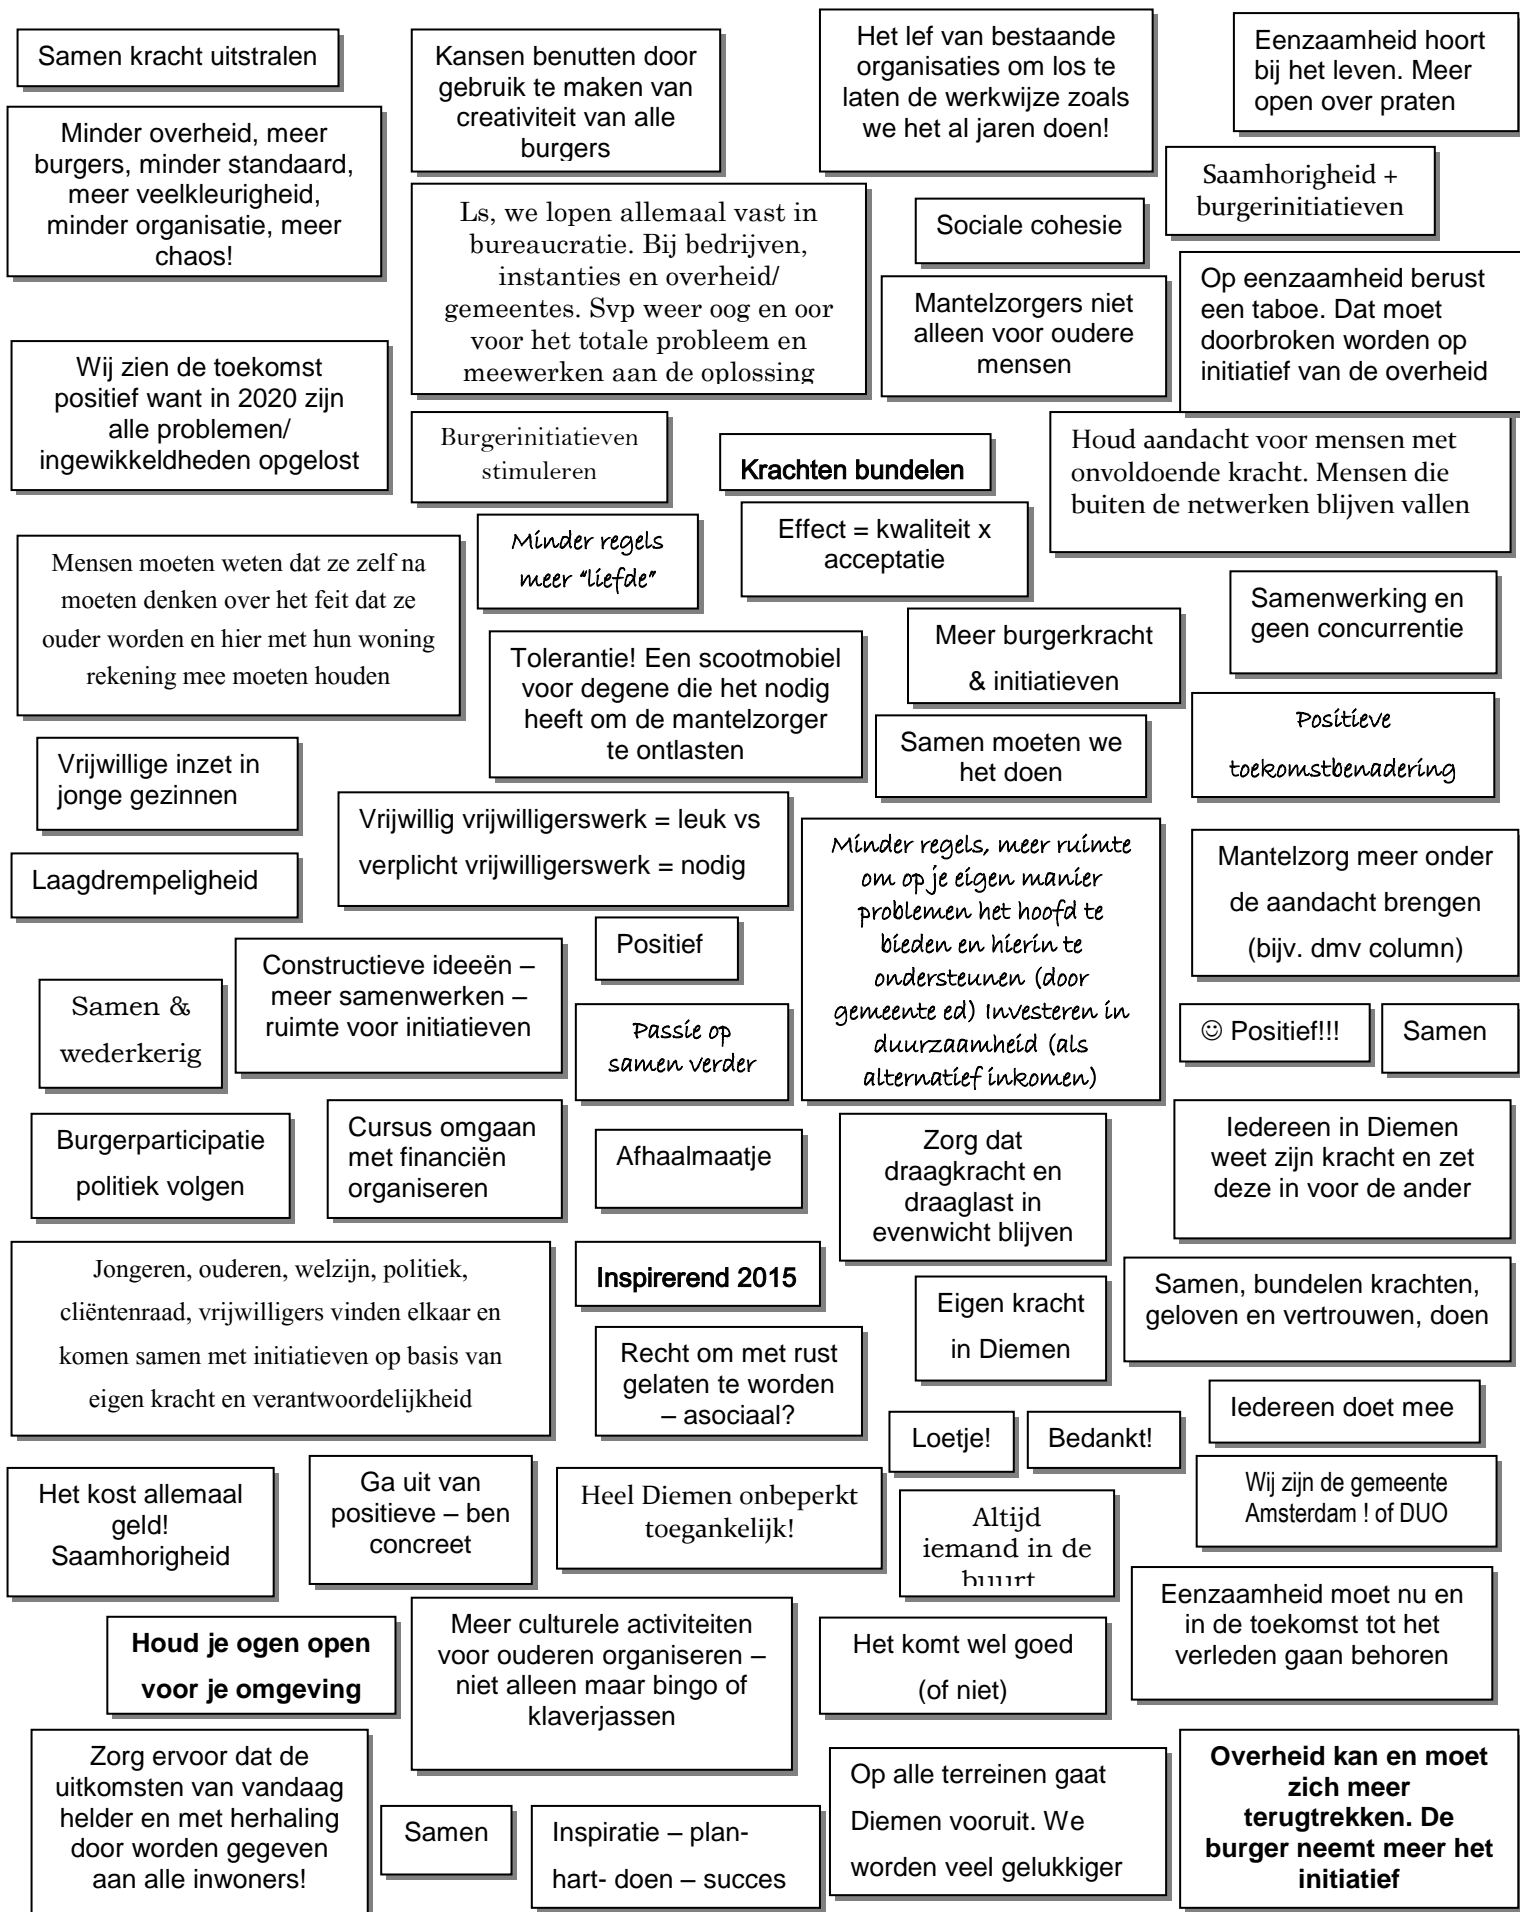 Samen kracht uitstralen
Kansen benutten door
gebruik te maken van
creativiteit van alle
burgers
Het lef van bestaande
organisaties om los te
laten de werkwijze zoals
we het al jaren doen!
Eenzaamheid hoort
bij het leven. Meer
open over praten
Minder overheid, meer
burgers, minder standaard,
meer veelkleurigheid,
minder organisatie, meer
chaos!
Saamhorigheid +
burgerinitiatieven
Ls, we lopen allemaal vast in
bureaucratie. Bij bedrijven,
instanties en overheid/
gemeentes. Svp weer oog en oor
voor het totale probleem en
meewerken aan de oplossing
Sociale cohesie
Op eenzaamheid berust
een taboe. Dat moet
doorbroken worden op
initiatief van de overheid
Mantelzorgers niet
alleen voor oudere
mensen
Wij zien de toekomst
positief want in 2020 zijn
alle problemen/
ingewikkeldheden opgelost
Burgerinitiatieven
stimuleren
Krachten bundelen
Houd aandacht voor mensen met
onvoldoende kracht. Mensen die
buiten de netwerken blijven vallen
Minder regels
meer "liefde"
Effect = kwaliteit x
acceptatie
Mensen moeten weten dat ze zelf na
moeten denken over het feit dat ze
ouder worden en hier met hun woning
rekening mee moeten houden
Samenwerking en
geen concurrentie
Meer burgerkracht
& initiatieven
Tolerantie! Een scootmobiel
voor degene die het nodig
heeft om de mantelzorger
te ontlasten
Positieve
toekomstbenadering
Samen moeten we
het doen
Vrijwillige inzet in
jonge gezinnen
Vrijwillig vrijwilligerswerk = leuk vs
verplicht vrijwilligerswerk = nodig
Minder regels, meer ruimte
om op je eigen manier
problemen het hoofd te
bieden en hierin te
ondersteunen (door
gemeente ed) Investeren in
duurzaamheid (als
alternatief inkomen)
Mantelzorg meer onder
de aandacht brengen
(bijv. dmv column)
Laagdrempeligheid
Positief
Constructieve ideeën –
meer samenwerken –
ruimte voor initiatieven
Samen &
wederkerig
Passie op
samen verder
☺ Positief!!!
Samen
Burgerparticipatie
politiek volgen
Cursus omgaan
met financiën
organiseren
Afhaalmaatje
Zorg dat
draagkracht en
draaglast in
evenwicht blijven
Iedereen in Diemen
weet zijn kracht en zet
deze in voor de ander
Jongeren, ouderen, welzijn, politiek,
cliëntenraad, vrijwilligers vinden elkaar en
komen samen met initiatieven op basis van
eigen kracht en verantwoordelijkheid
Inspirerend 2015
Eigen kracht
in Diemen
Samen, bundelen krachten,
geloven en vertrouwen, doen
Recht om met rust
gelaten te worden
– asociaal?
Iedereen doet mee
Loetje!
Bedankt!
Het kost allemaal
geld!
Saamhorigheid
Ga uit van
positieve – ben
concreet
Heel Diemen onbeperkt
toegankelijk!
Altijd
iemand in de
buurt
Wij zijn de gemeente
Amsterdam ! of DUO
Eenzaamheid moet nu en
in de toekomst tot het
verleden gaan behoren
Houd je ogen open
voor je omgeving
Meer culturele activiteiten
voor ouderen organiseren –
niet alleen maar bingo of
klaverjassen
Het komt wel goed
(of niet)
Zorg ervoor dat de
uitkomsten van vandaag
helder en met herhaling
door worden gegeven
aan alle inwoners!
Samen
Inspiratie – plan-
hart- doen – succes
Op alle terreinen gaat
Diemen vooruit. We
worden veel gelukkiger
Overheid kan en moet
zich meer
terugtrekken. De
burger neemt meer het
initiatief